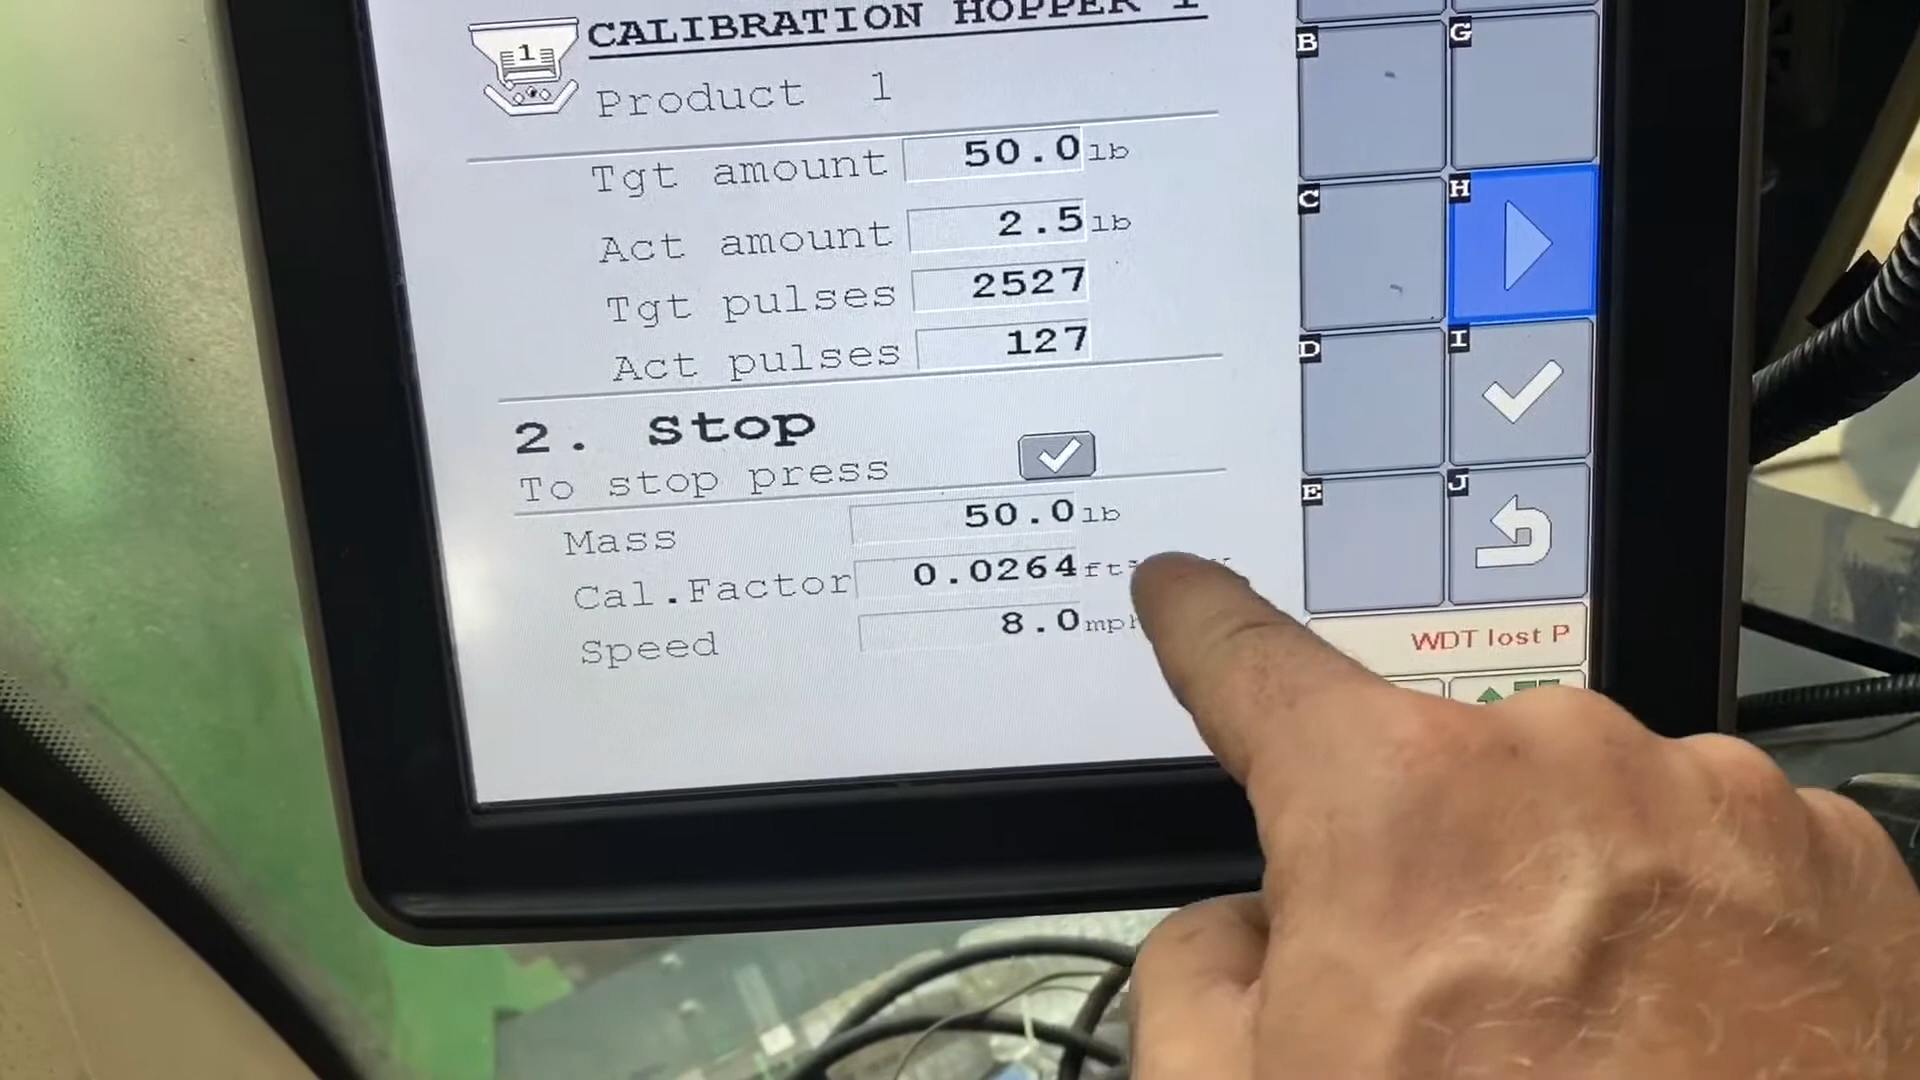 CALIBRATION HOPPER 1
1
Product 1
Tgt amount 50.0 lb
Act amount 2.5 lb
Tgt pulses 2527
Act pulses 127
2. Stop
To stop press
Mass 50.0 lb
Cal.Factor 0.0264
Speed 8.0 mph
B
G
C
H
D
I
E
J
WDT lost P